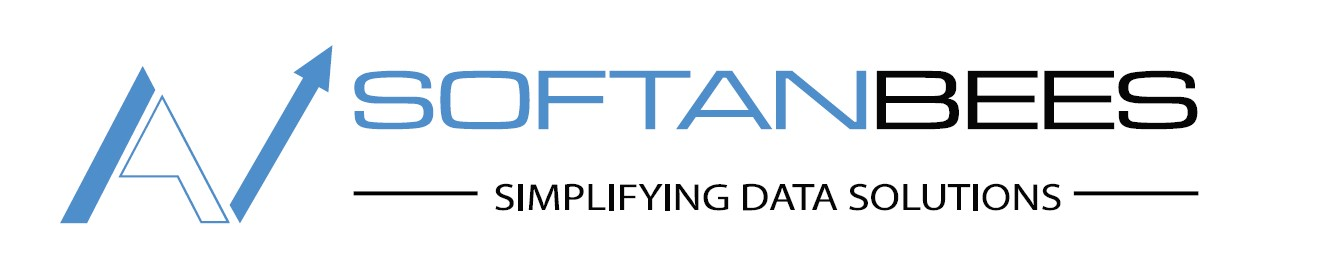 SOFTANBEES
SIMPLIFYING DATA SOLUTIONS